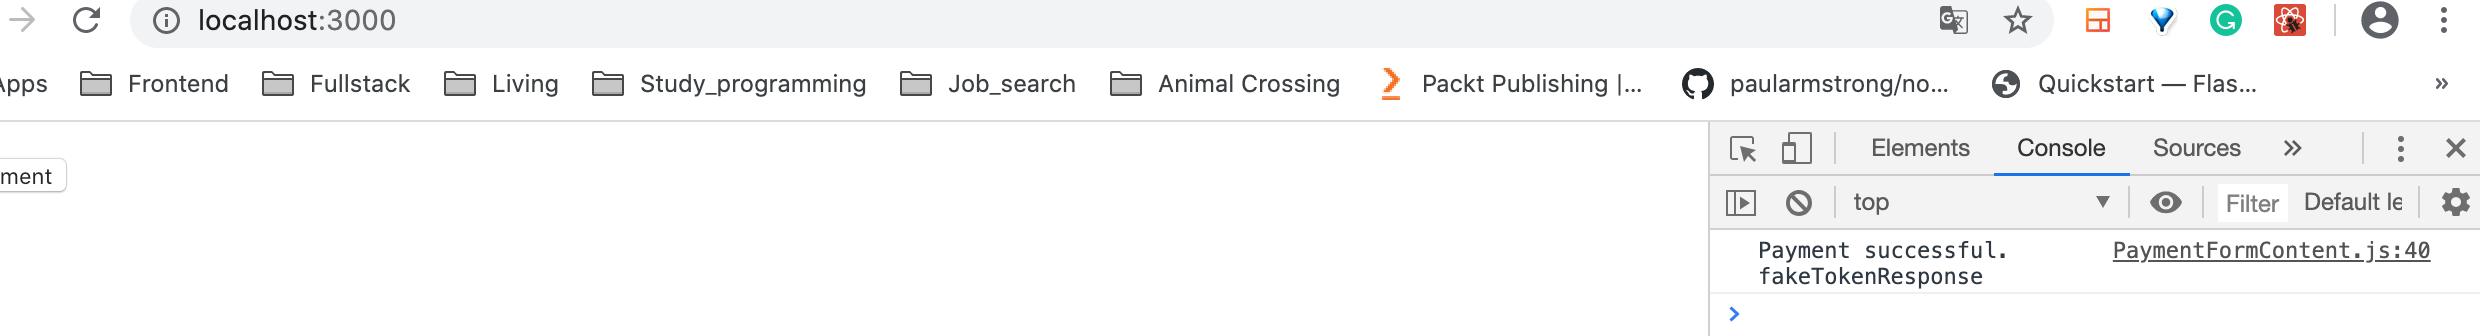 localhost:3000
Apps Frontend Fullstack Living Study_programming Job_search Animal Crossing Packt Publishing |... paularmstrong/no... Quickstart — Flas... »
ment
Elements Console Sources »
top Filter Default le
Payment successful. PaymentFormContent.js:40
fakeTokenResponse